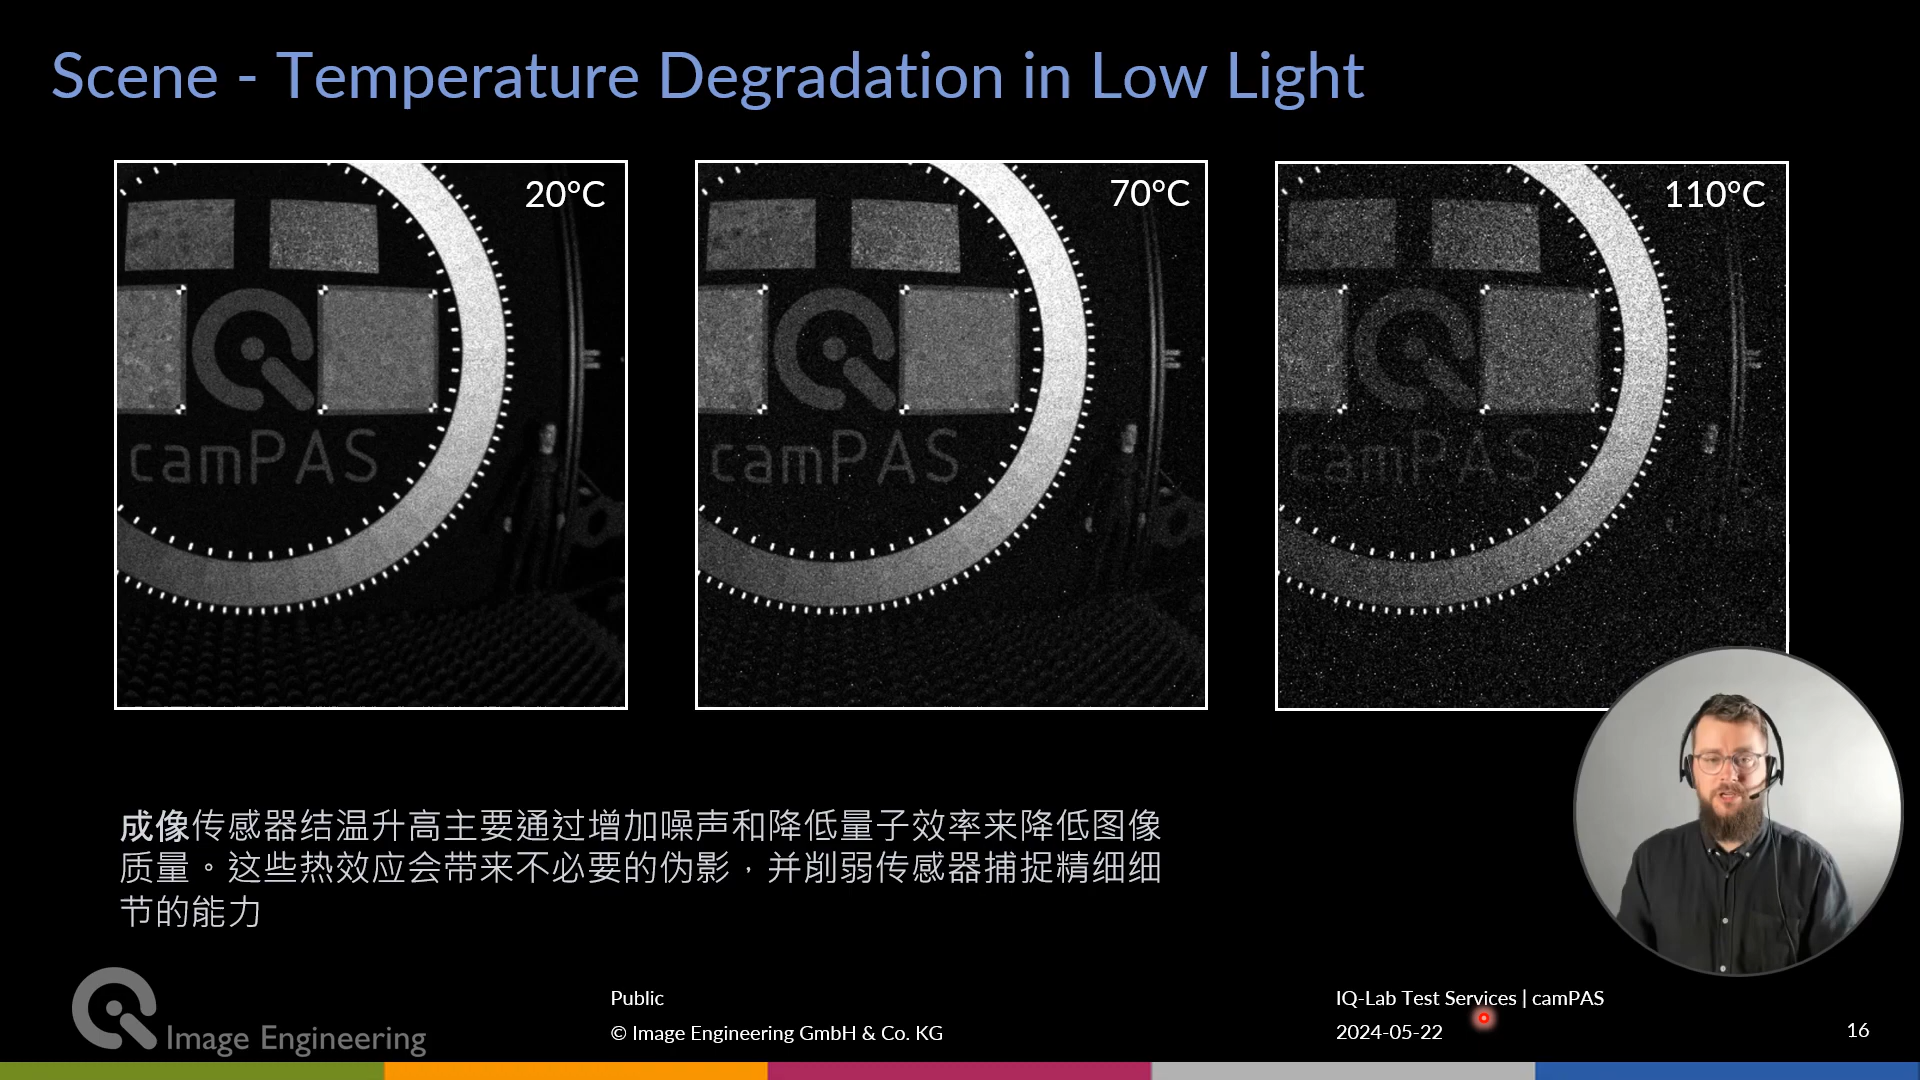 Scene - Temperature Degradation in Low Light
20°C
70°C
110°C
camPAS
camPAS
camPAS
成像传感器结温升高主要通过增加噪声和降低量子效率来降低图像
质量。这些热效应会带来不必要的伪影，并削弱传感器捕捉精细细
节的能力
Image Engineering
Public
© Image Engineering GmbH & Co. KG
IQ-Lab Test Services | camPAS
2024-05-22
16